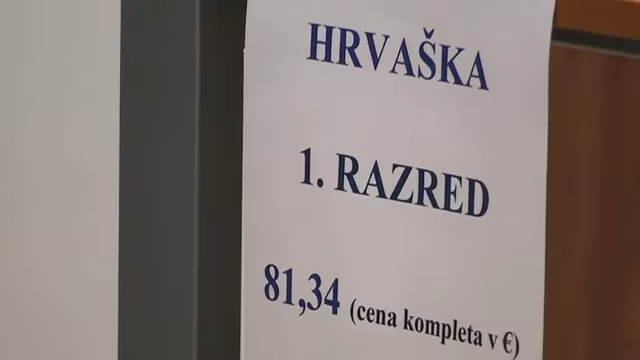 HRVAŠKA
1. RAZRED
81,34 (cena kompleta v €)